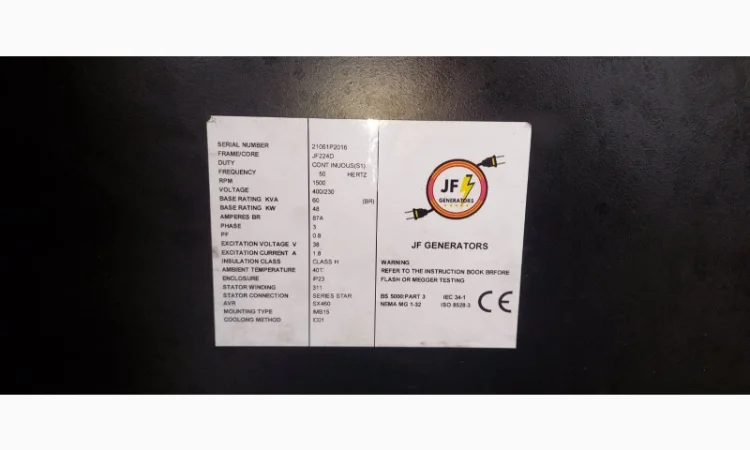 SERIAL NUMBER 21061P2016
FRAME/CORE JF224D
DUTY CONTINUOUS(S1)
FREQUENCY 50 HERTZ
RPM 1500
VOLTAGE 400/230
BASE RATING KVA 60 (BR)
BASE RATING KW 48
AMPERES BR 87A
PHASE 3
PF 0.8
EXCITATION VOLTAGE V 38
EXCITATION CURRENT A 1.8
INSULATION CLASS CLASS H
AMBIENT TEMPERATURE 40℃
ENCLOSURE IP23
STATOR WINDING 311
STATOR CONNECTION SERIES STAR
AVR SX460
MOUNTING TYPE IMB15
COOLONG METHOD IC01
JF
GENERATORS
JF GENERATORS
WARNING
REFER TO THE INSTRUCTION BOOK BRFORE
FLASH OR MEGGER TESTING
BS 5000:PART 3 IEC 34-1
NEMA MG 1-32 ISO 8528-3
CE